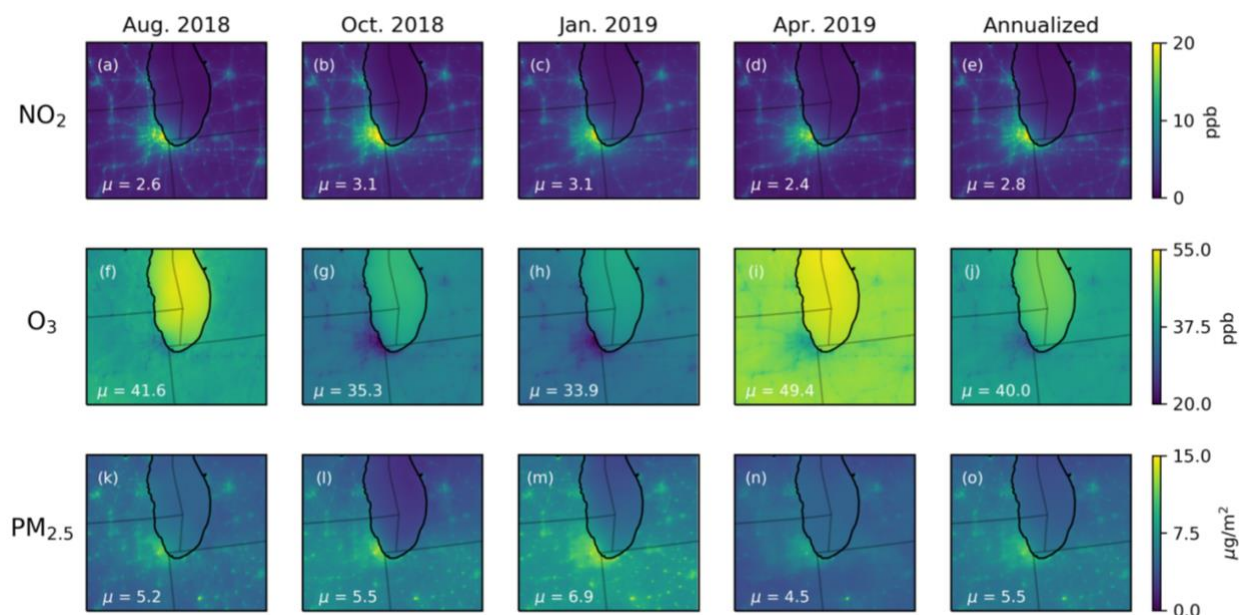 Aug. 2018 Oct. 2018 Jan. 2019 Apr. 2019 Annualized
NO₂ (a) (b) (c) (d) (e) 20
10 ppb
μ = 2.6 μ = 3.1 μ = 3.1 μ = 2.4 μ = 2.8 0
O₃ (f) (g) (h) (i) (j) 55.0
37.5 ppb
μ = 41.6 μ = 35.3 μ = 33.9 μ = 49.4 μ = 40.0 20.0
PM₂.₅ (k) (l) (m) (n) (o) 15.0
7.5 μg/m²
μ = 5.2 μ = 5.5 μ = 6.9 μ = 4.5 μ = 5.5 0.0